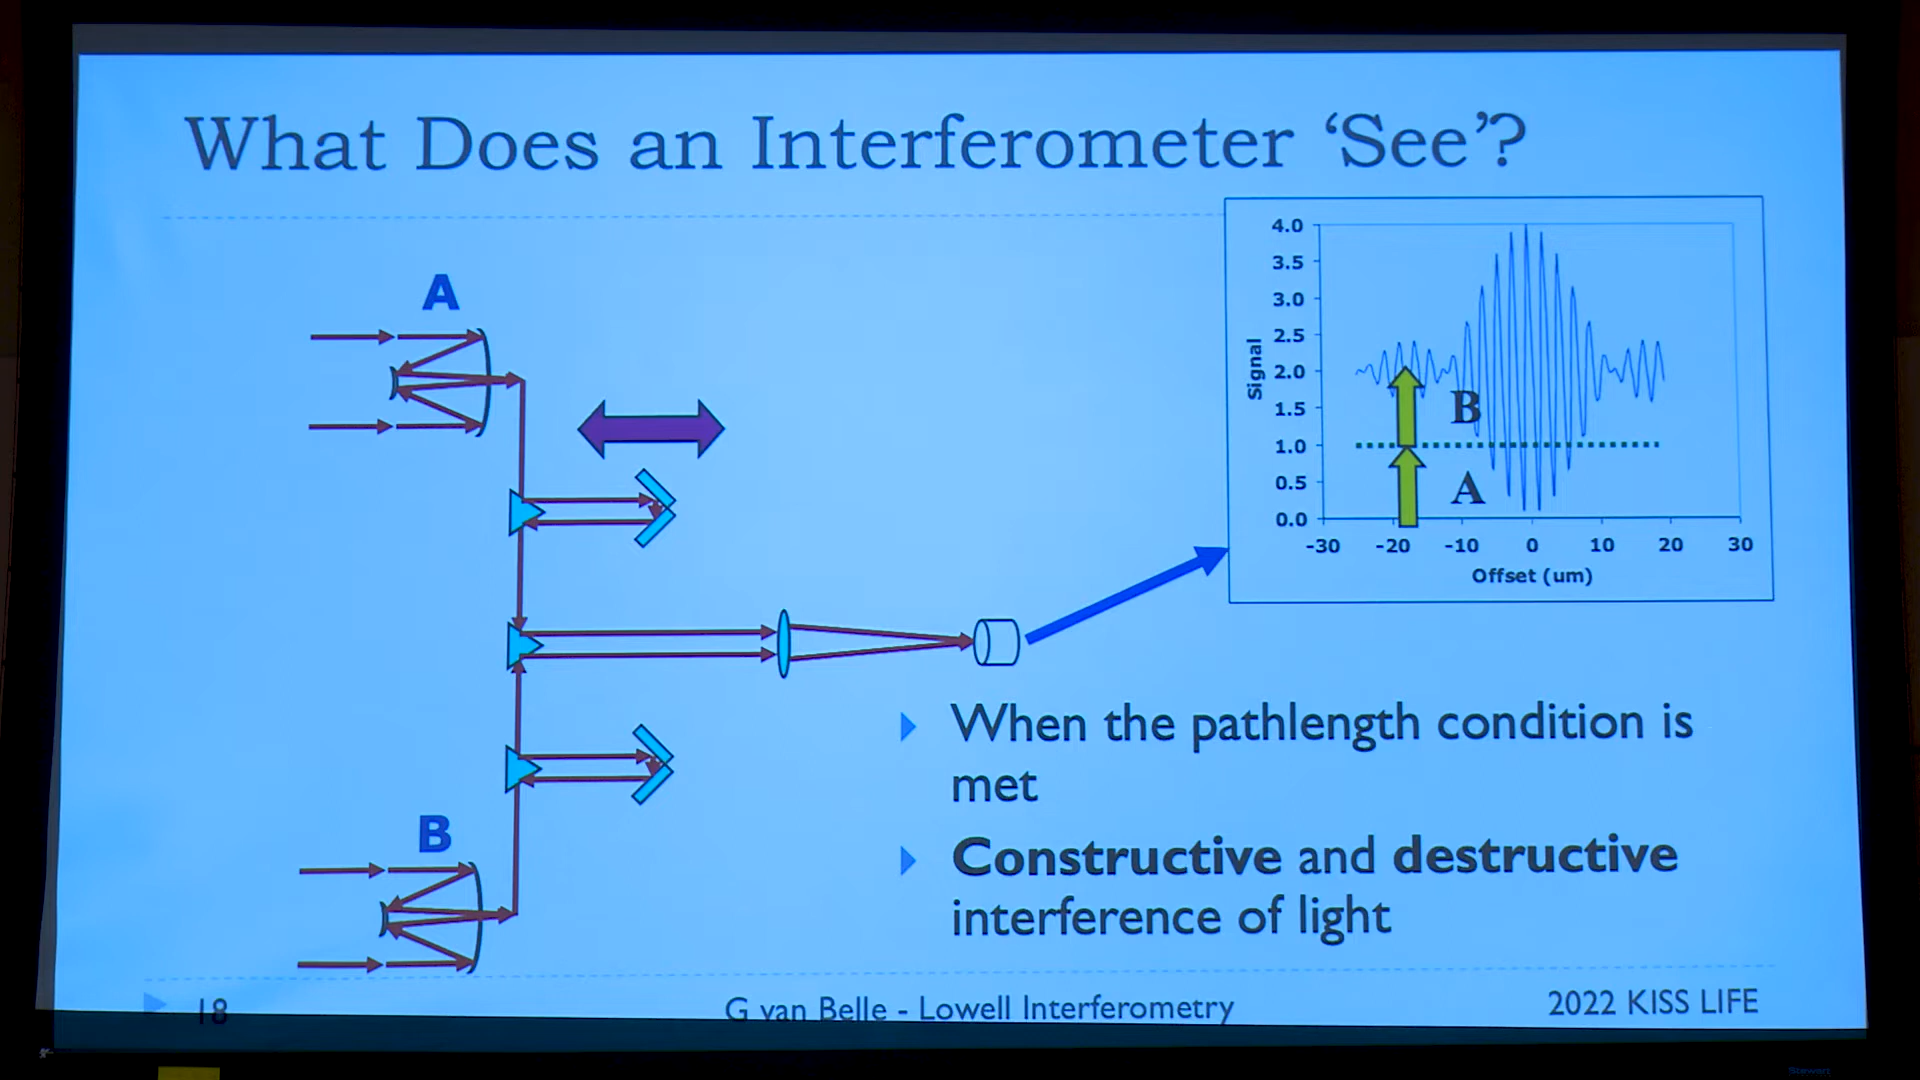 What Does an Interferometer ‘See’?
A
B
4.0
3.5
3.0
2.5
2.0
1.5
1.0
0.5
0.0
Signal
B
A
-30 -20 -10 0 10 20 30
Offset (um)
When the pathlength condition is
met
Constructive and destructive
interference of light
18
G van Belle - Lowell Interferometry
2022 KISS LIFE
Stewart